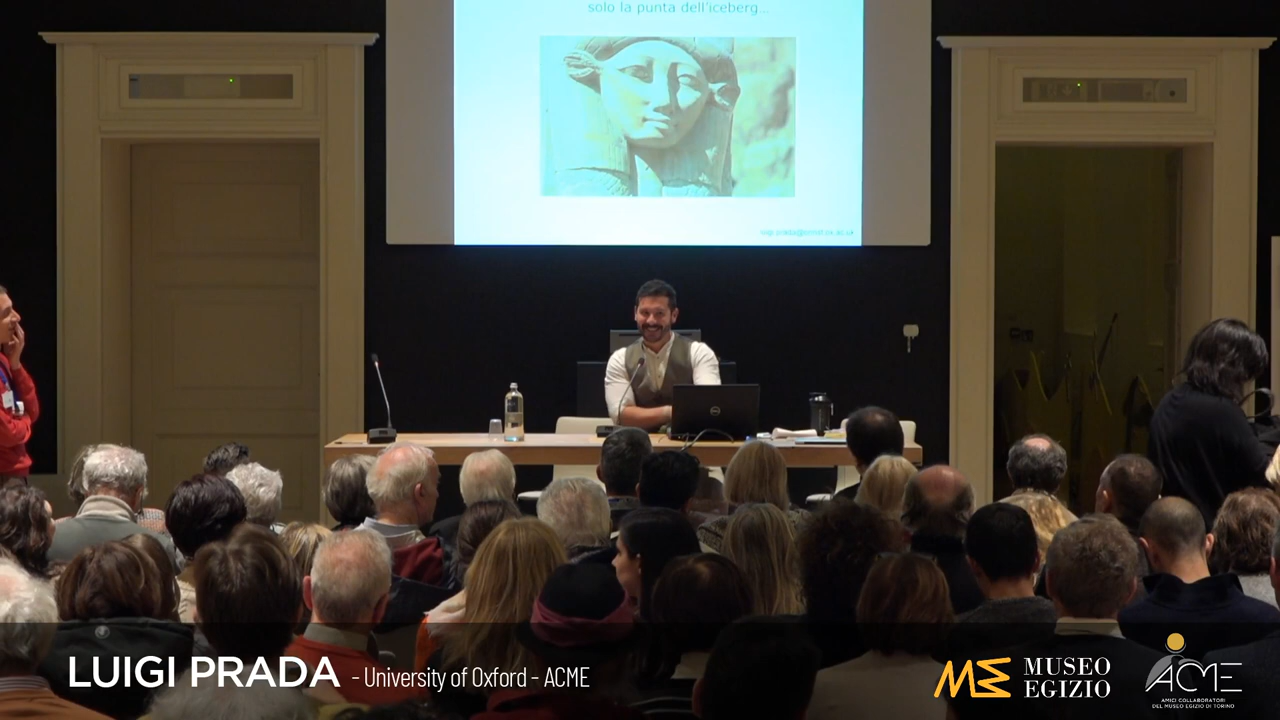 solo la punta dell'iceberg...
LUIGI PRADA - University of Oxford - ACME
MUSEO
EGIZIO
ACME
AMICI COLLABORATORI
DEL MUSEO EGIZIO DI TORINO